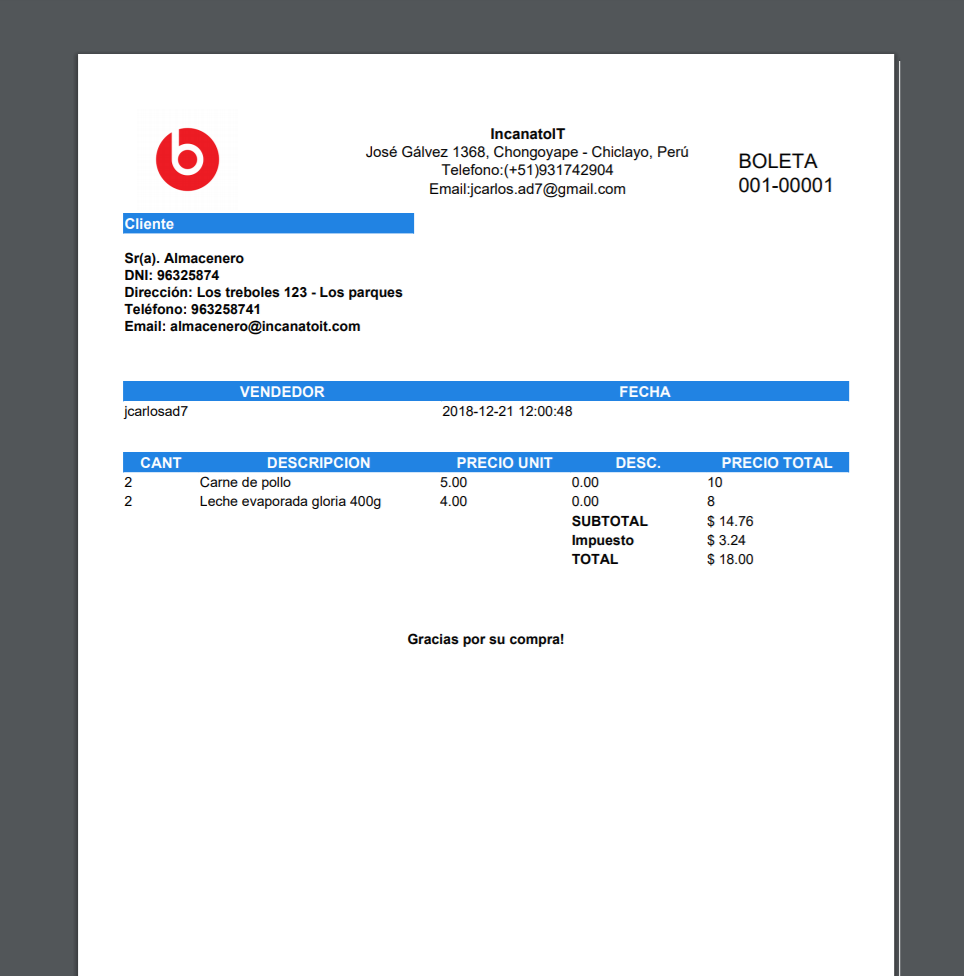 IncanatoIT
José Gálvez 1368, Chongoyape - Chiclayo, Perú
Telefono:(+51)931742904
Email:jcarlos.ad7@gmail.com
BOLETA
001-00001
Cliente
Sr(a). Almacenero
DNI: 96325874
Dirección: Los treboles 123 - Los parques
Teléfono: 963258741
Email: almacenero@incanatoit.com
VENDEDOR FECHA
jcarlosad7 2018-12-21 12:00:48
CANT DESCRIPCION PRECIO UNIT DESC. PRECIO TOTAL
2 Carne de pollo 5.00 0.00 10
2 Leche evaporada gloria 400g 4.00 0.00 8
SUBTOTAL $ 14.76
Impuesto $ 3.24
TOTAL $ 18.00
Gracias por su compra!